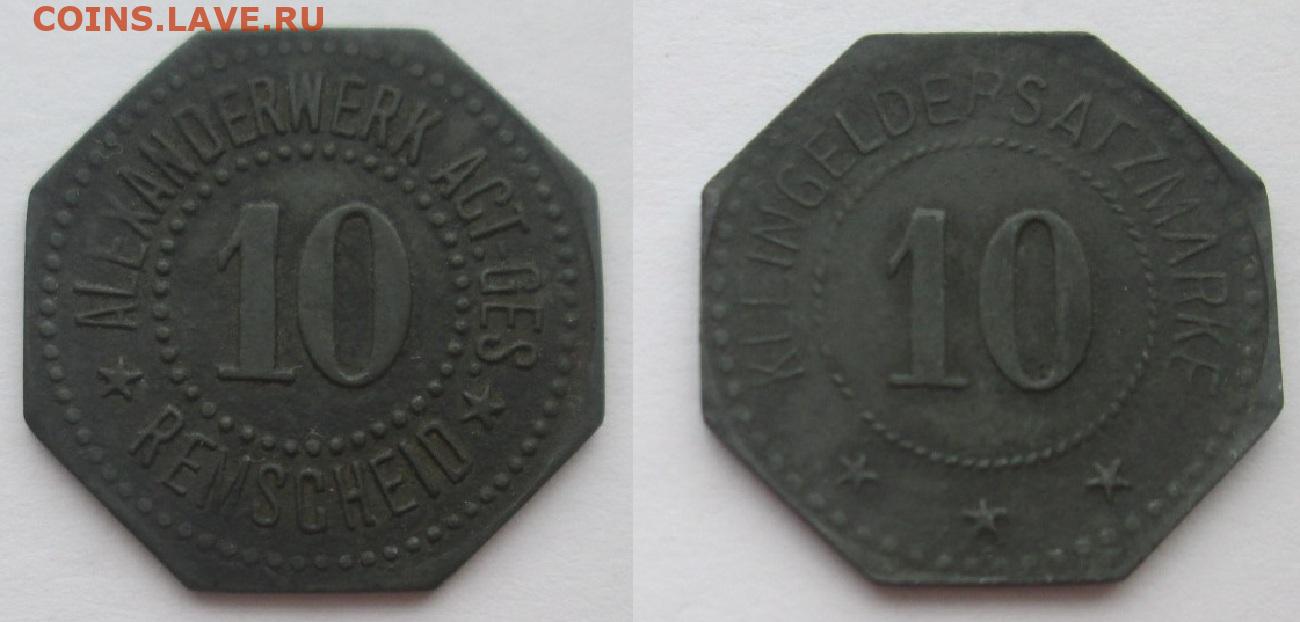 COINS.LAVE.RU
ALEXANDERWERK ACT.-GES.
10
REMSCHEID
KLEINGELDERSATZMARKE
10